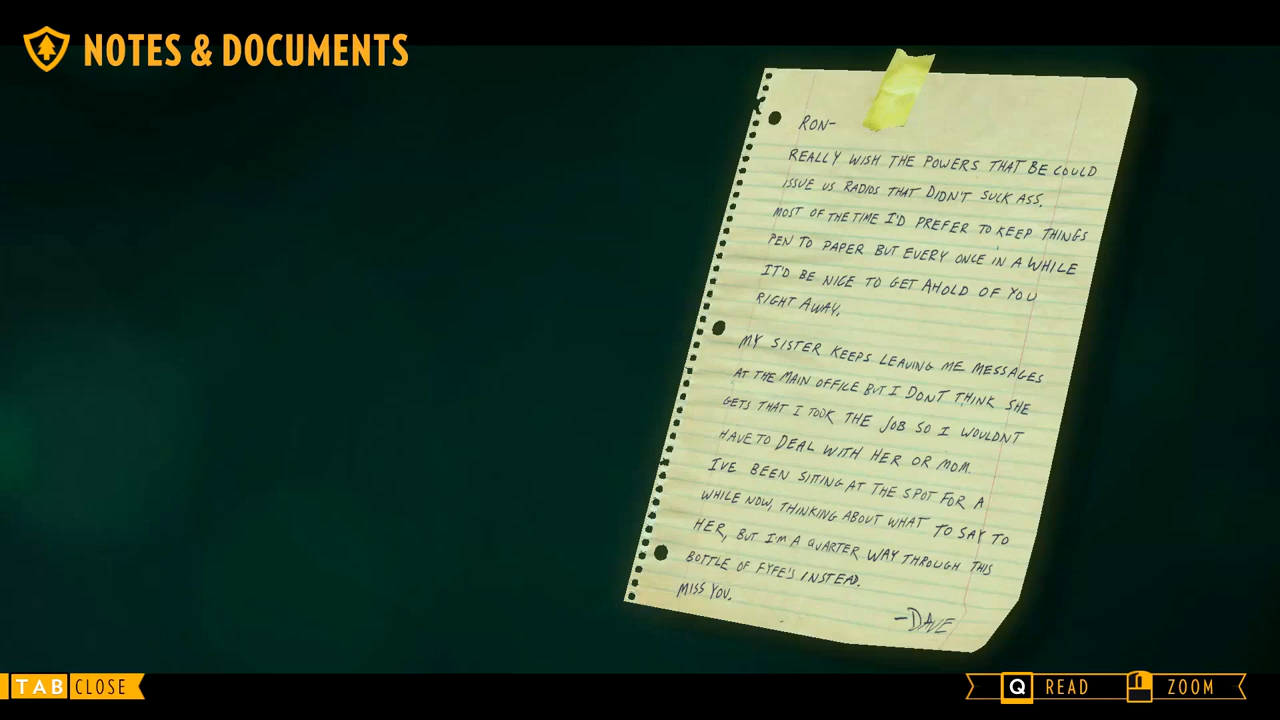 NOTES & DOCUMENTS
RON-
REALLY WISH THE POWERS THAT BE COULD
ISSUE US RADIOS THAT DIDN'T SUCK ASS.
MOST OF THE TIME I'D PREFER TO KEEP THINGS
PEN TO PAPER BUT EVERY ONCE IN A WHILE
IT'D BE NICE TO GET AHOLD OF YOU
RIGHT AWAY.
MY SISTER KEEPS LEAVING ME MESSAGES
AT THE MAIN OFFICE BUT I DONT THINK SHE
GETS THAT I TOOK THE JOB SO I WOULDNT
HAVE TO DEAL WITH HER OR MOM.
I'VE BEEN SITTING AT THE SPOT FOR A
WHILE NOW, THINKING ABOUT WHAT TO SAY TO
HER, BUT I'M A QUARTER WAY THROUGH THIS
BOTTLE OF FYFE'S INSTEAD.
MISS YOU.
-DAVE
TAB CLOSE
Q READ
ZOOM